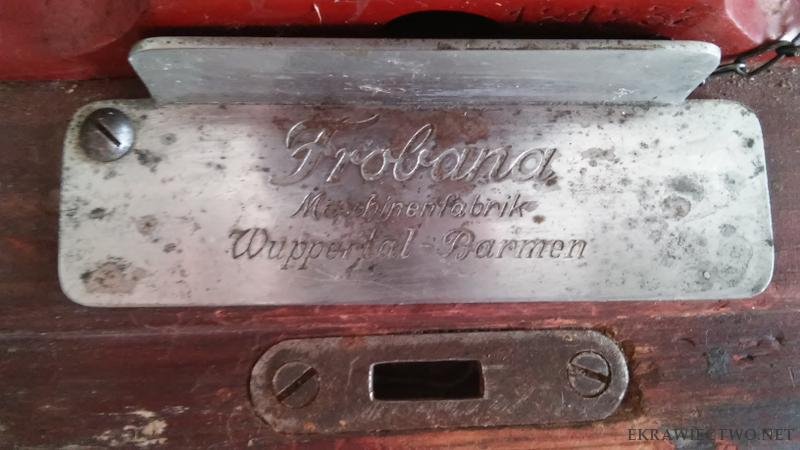 Frobana
Maschinenfabrik
Wuppertal-Barmen
EKRAWIECTWO.NET